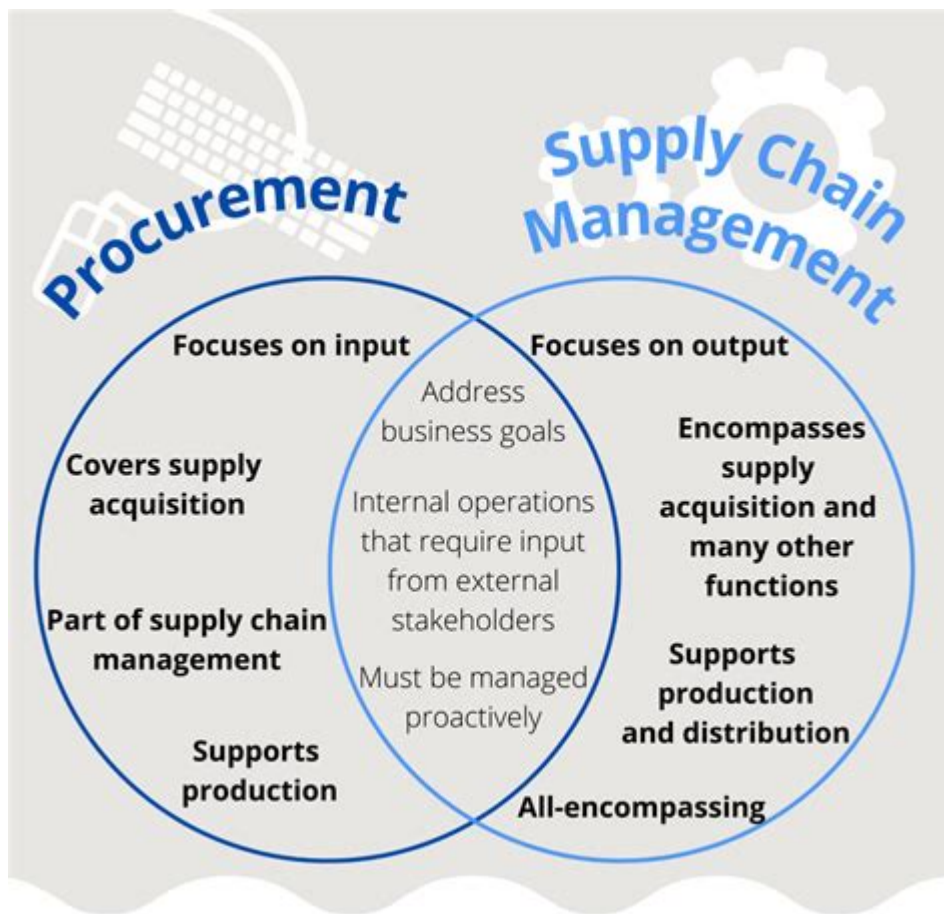 Procurement
Supply Chain
Management
Focuses on input
Covers supply
acquisition
Part of supply chain
management
Supports
production
Address
business goals
Internal operations
that require input
from external
stakeholders
Must be managed
proactively
Focuses on output
Encompasses
supply
acquisition and
many other
functions
Supports
production
and distribution
All-encompassing